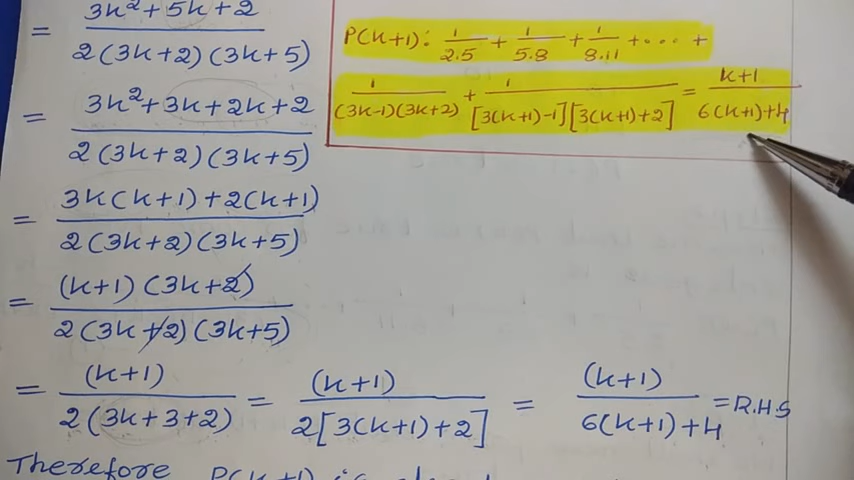 = 3k²+5k+2 / 2(3k+2)(3k+5)
= 3k²+3k+2k+2 / 2(3k+2)(3k+5)
= 3k(k+1)+2(k+1) / 2(3k+2)(3k+5)
= (k+1)(3k+2) / 2(3k+2)(3k+5)
= (k+1) / 2(3k+3+2) = (k+1) / 2[3(k+1)+2] = (k+1) / 6(k+1)+4 = R.H.S
Therefore P(k+1) is
P(k+1): 1/2.5 + 1/5.8 + 1/8.11 + .... +
1/(3k-1)(3k+2) + 1/[3(k+1)-1][3(k+1)+2] = k+1/6(k+1)+4